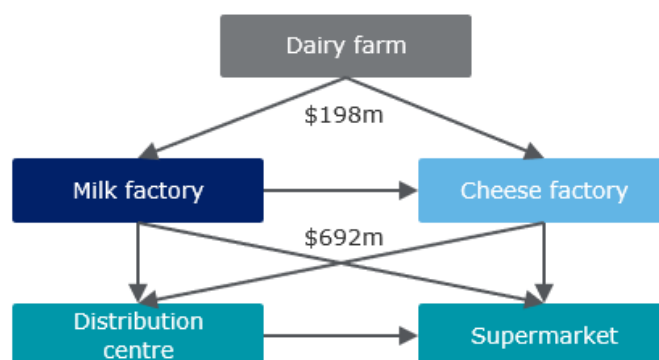 Dairy farm
$198m
Milk factory
Cheese factory
$692m
Distribution
centre
Supermarket